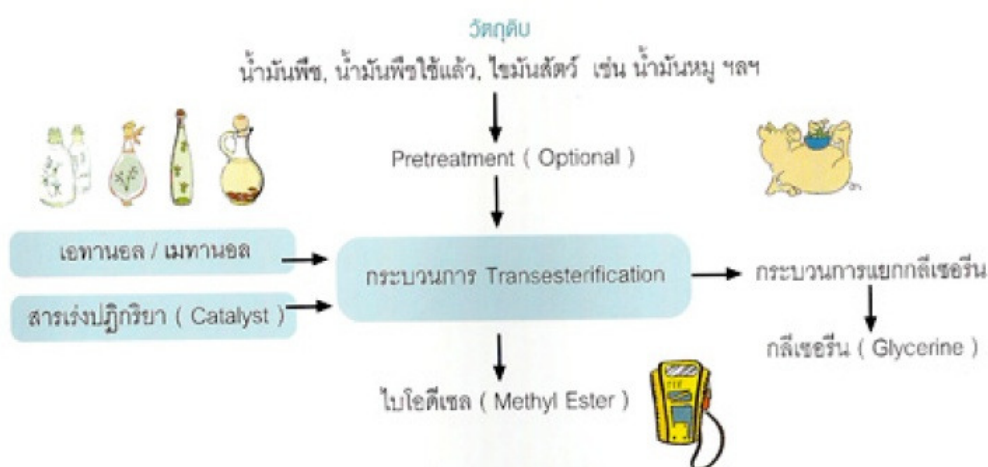 วัตถุดิบ
น้ำมันพืช, น้ำมันพืชใช้แล้ว, ไขมันสัตว์ เช่น น้ำมันหมู ฯลฯ
Pretreatment ( Optional )
เอทานอล / เมทานอล
สารเร่งปฏิกริยา ( Catalyst )
กระบวนการ Transesterification
กระบวนการแยกกลีเซอรีน
กลีเซอรีน ( Glycerine )
ไบโอดีเซล ( Methyl Ester )